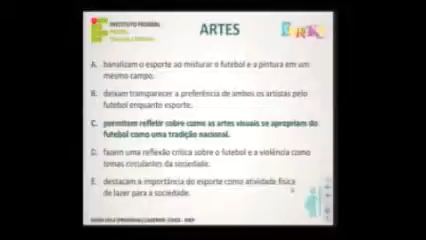 INSTITUTO FEDERAL
ARTES
A. banalizam o esporte ao misturar o futebol e a pintura em um
mesmo campo.
B. deixam transparecer a preferência de ambos os artistas pelo
futebol enquanto esporte.
C. permitem refletir sobre como as artes visuais se apropriam do
futebol como uma tradição nacional.
D. fazem uma reflexão crítica sobre o futebol e a violência como
temas circulantes da sociedade.
E. destacam a importância do esporte como atividade física
de lazer para a sociedade.